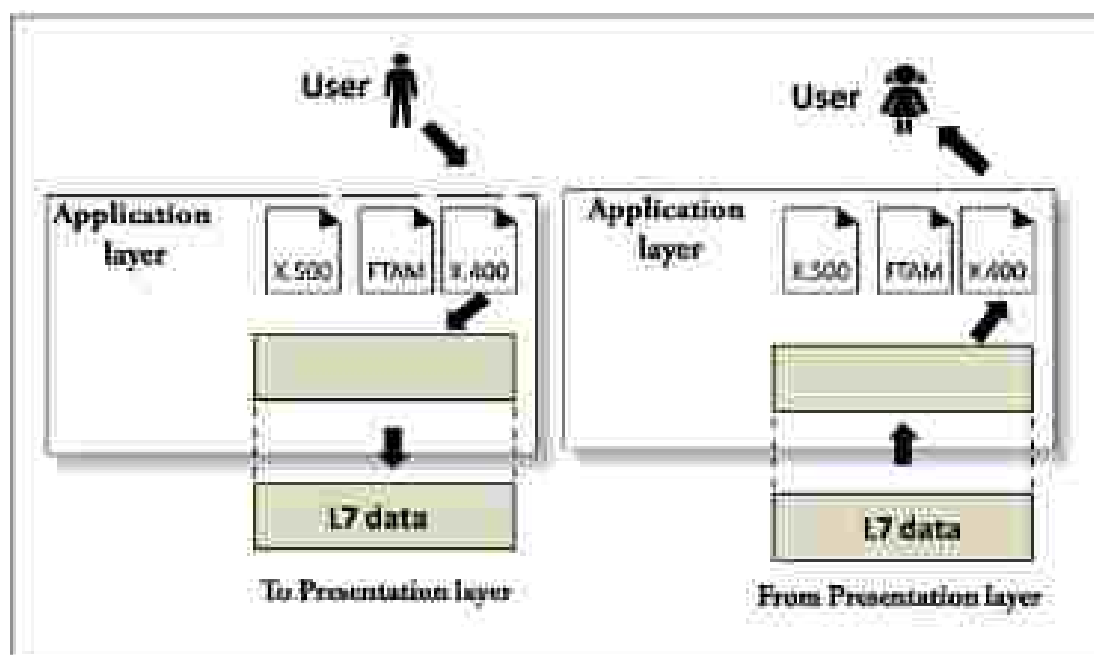 User
User
Application
layer
X.500
FTAM
X.400
Application
layer
X.500
FTAM
X.400
L7 data
L7 data
To Presentation layer
From Presentation layer